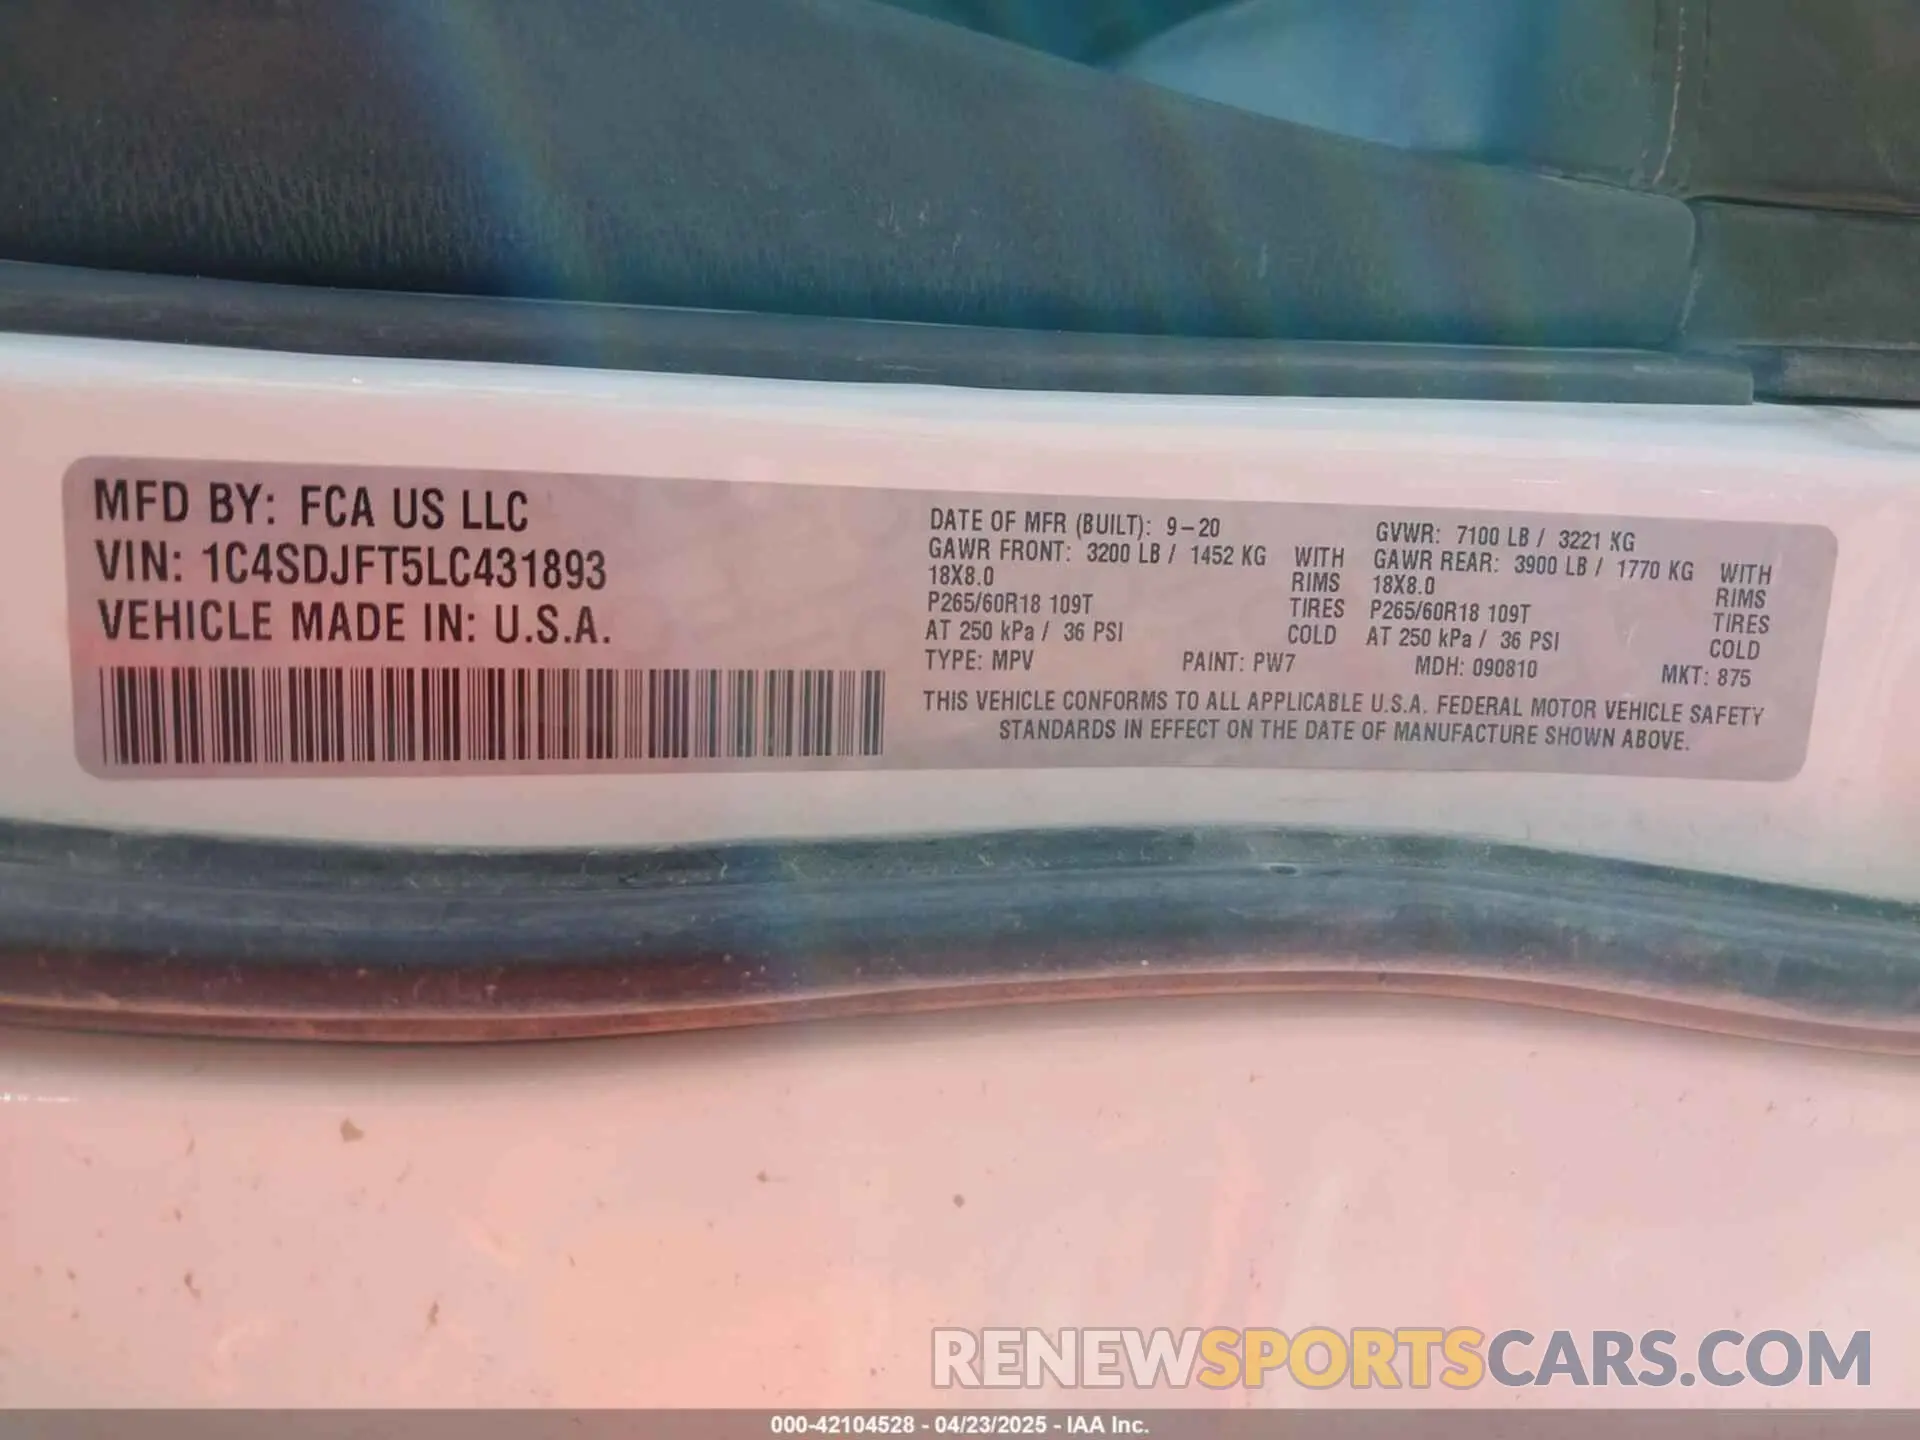 MFD BY: FCA US LLC
VIN: 1C4SDJFT5LC431893
VEHICLE MADE IN: U.S.A.
DATE OF MFR (BUILT): 9-20 GVWR: 7100 LB / 3221 KG
GAWR FRONT: 3200 LB / 1452 KG WITH GAWR REAR: 3900 LB / 1770 KG WITH
18X8.0 RIMS 18X8.0 RIMS
P265/60R18 109T TIRES P265/60R18 109T TIRES
AT 250 kPa / 36 PSI COLD AT 250 kPa / 36 PSI COLD
TYPE: MPV PAINT: PW7 MDH: 090810 MKT: 875
THIS VEHICLE CONFORMS TO ALL APPLICABLE U.S.A. FEDERAL MOTOR VEHICLE SAFETY
STANDARDS IN EFFECT ON THE DATE OF MANUFACTURE SHOWN ABOVE.
RENEWSPORTSCARS.COM
000-42104528 - 04/23/2025 - IAA Inc.